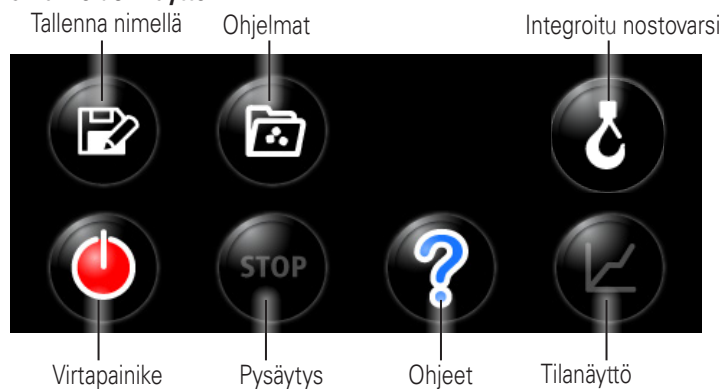 Tallenna nimellä Ohjelmat Integroitu nostovarsi
STOP
Virtapainike Pysäytys Ohjeet Tilanäyttö